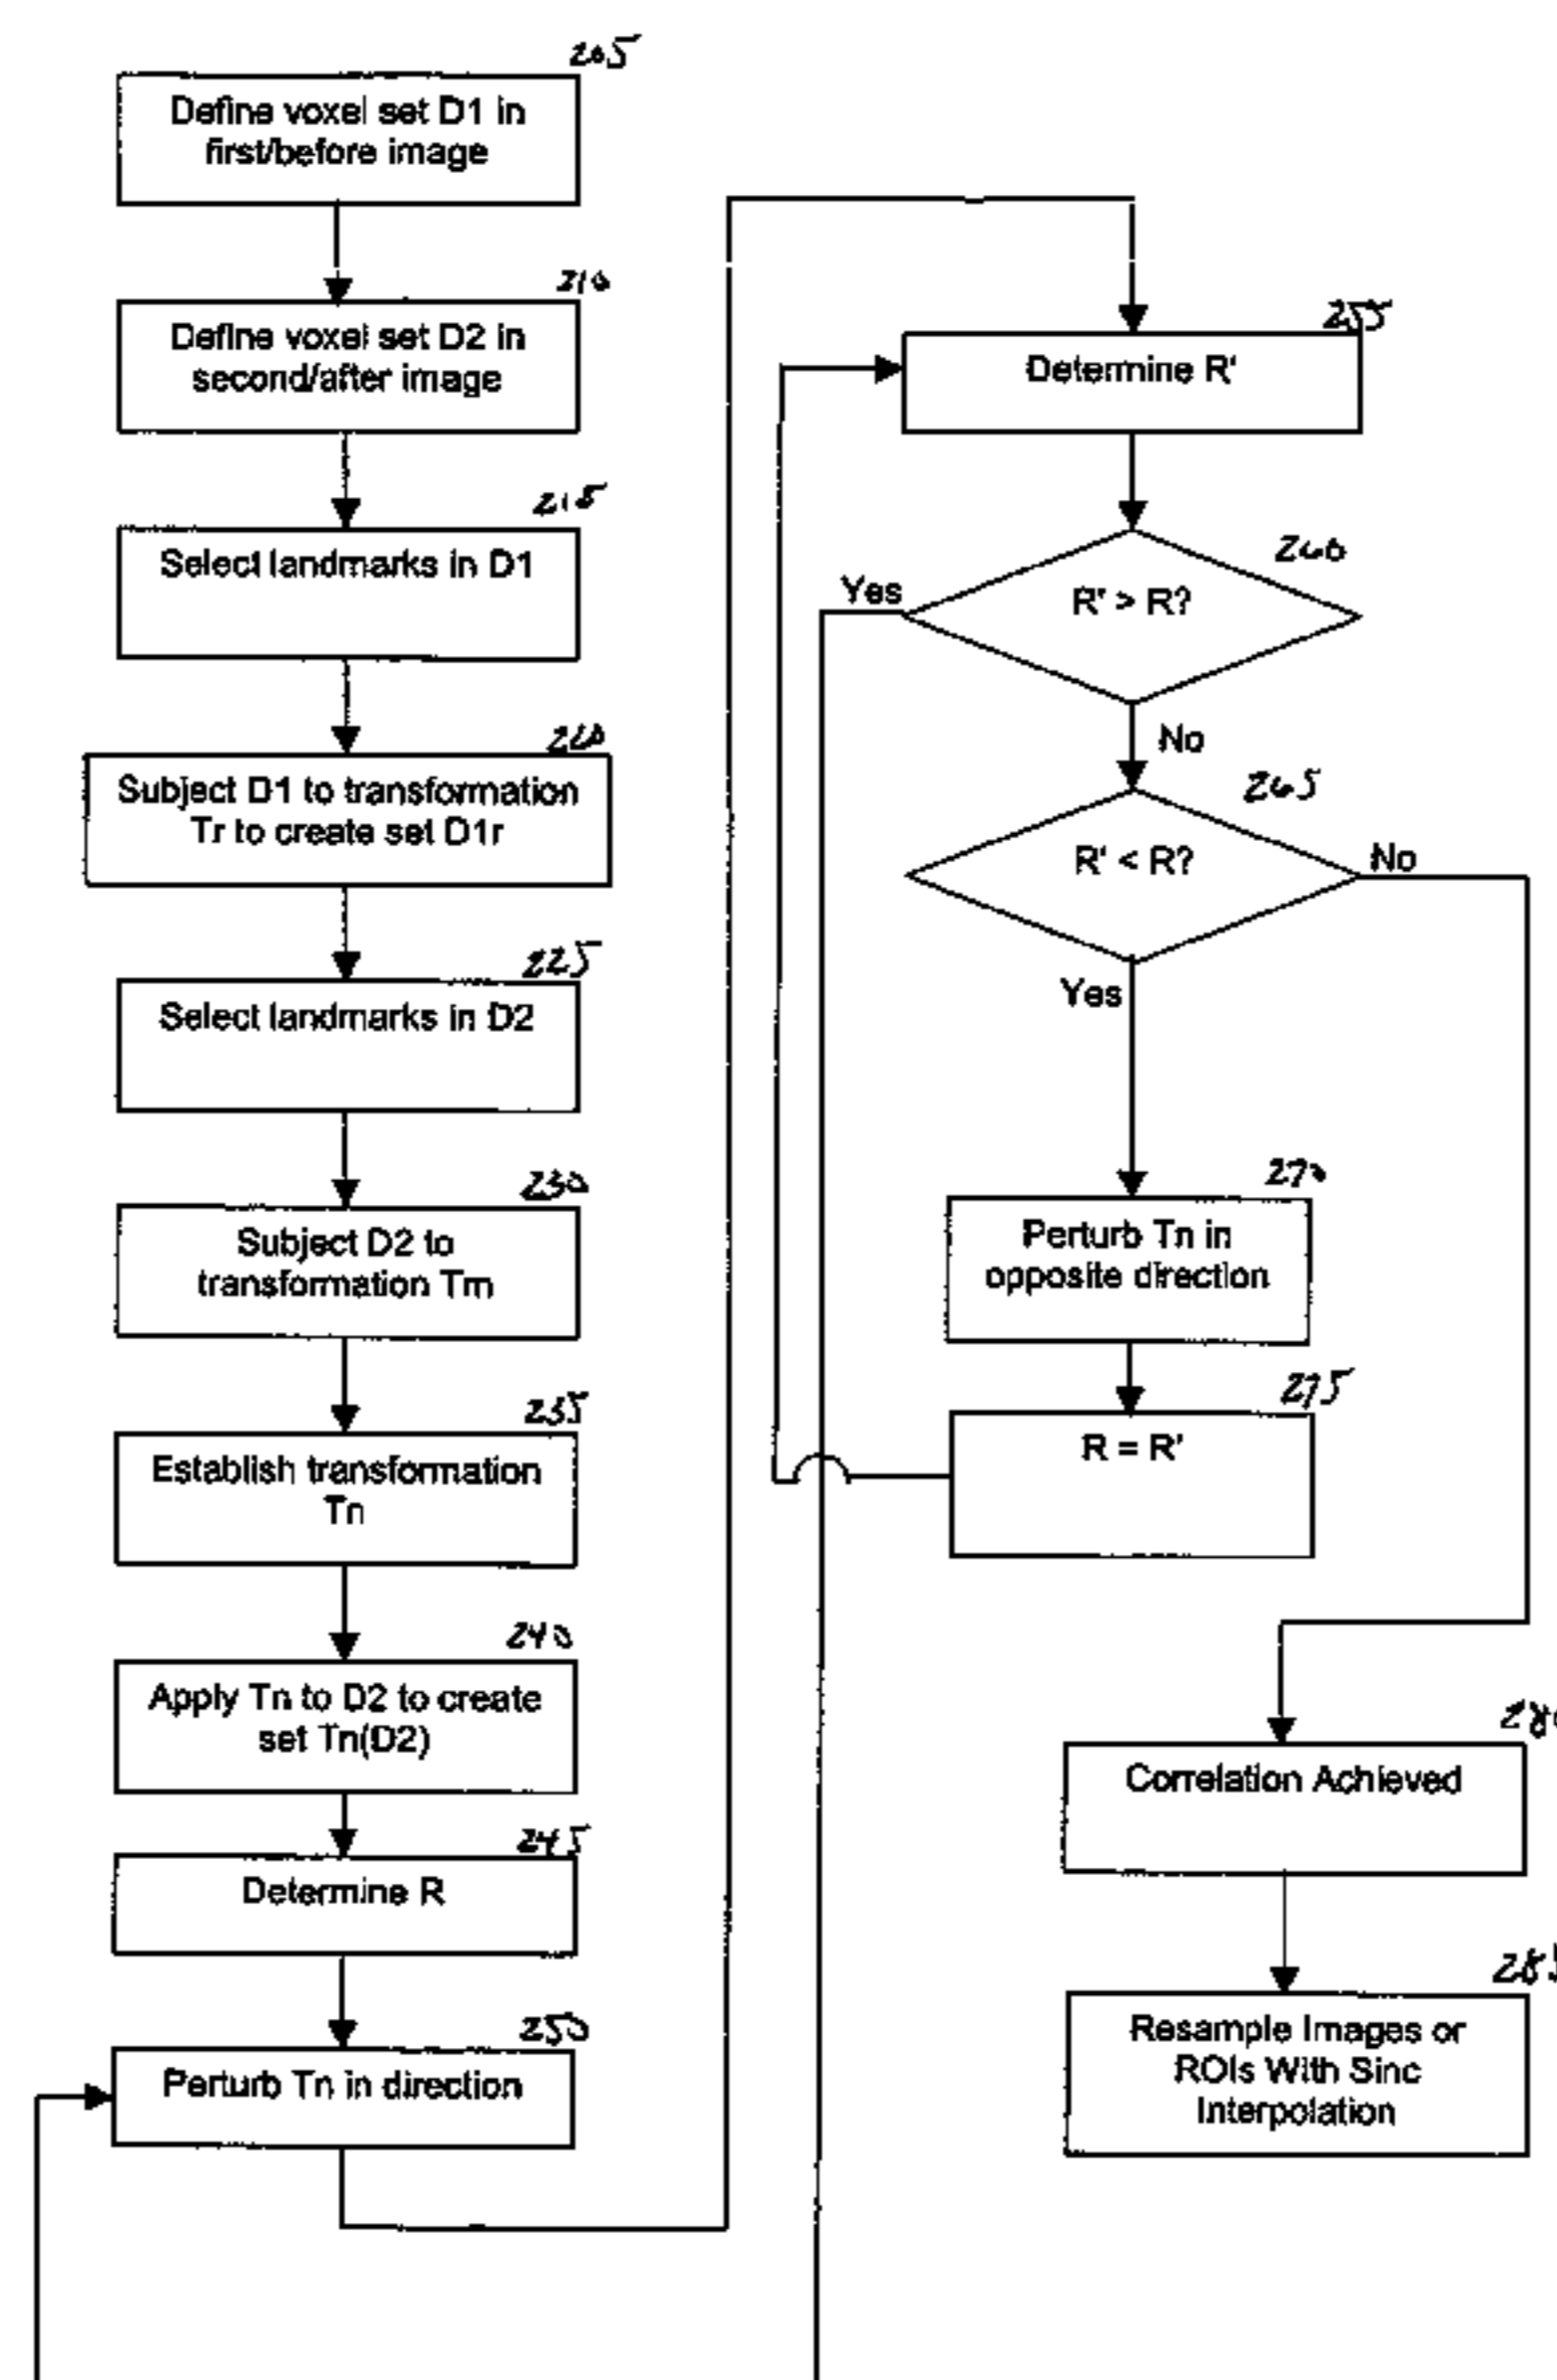 205
Define voxel set D1 in
first/before image
210
Define voxel set D2 in
second/after image
215
Select landmarks in D1
220
Subject D1 to transformation
Tr to create set D1r
225
Select landmarks in D2
230
Subject D2 to
transformation Tm
235
Establish transformation
Tn
240
Apply Tn to D2 to create
set Tn(D2)
245
Determine R
250
Perturb Tn in direction
255
Determine R'
260
R' > R?
Yes
No
265
R' < R?
No
Yes
270
Perturb Tn in
opposite direction
275
R = R'
Correlation Achieved
285
Resample Images or
ROIs With Sinc
Interpolation